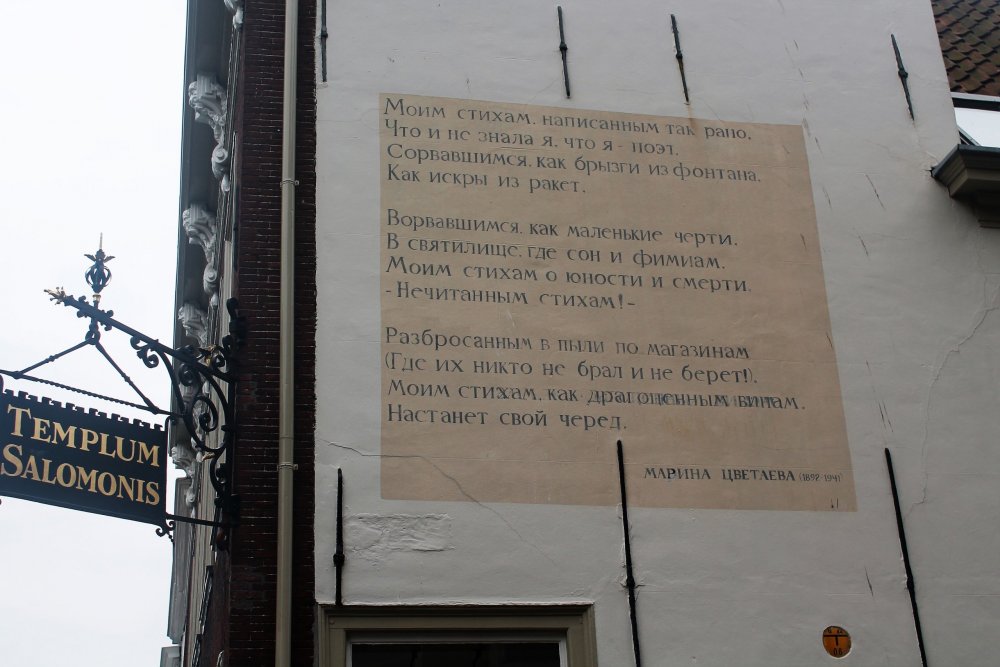 Моим стихам, написанным так рано,
Что и не знала я, что я - поэт,
Сорвавшимся, как брызги из фонтана,
Как искры из ракет,
Ворвавшимся, как маленькие черти,
В святилище, где сон и фимиам,
Моим стихам о юности и смерти,
- Нечитанным стихам! -
Разбросанным в пыли по магазинам
(Где их никто не брал и не берет!),
Моим стихам, как драгоценным винам,
Настанет свой черед.
МАРИНА ЦВЕТАЕВА (1892-1941)
TEMPLUM
SALOMONIS